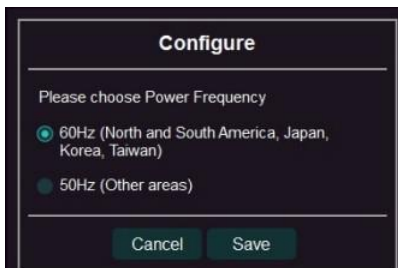 Configure
Please choose Power Frequency
60Hz (North and South America, Japan,
Korea, Taiwan)
50Hz (Other areas)
Cancel Save